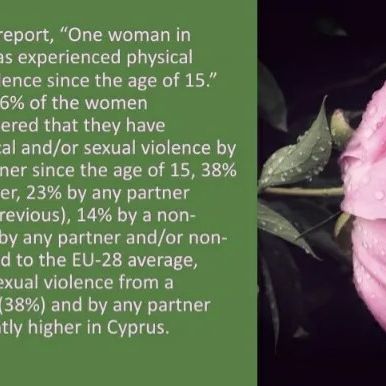 report, “One woman in
as experienced physical
lence since the age of 15.”
6% of the women
ered that they have
cal and/or sexual violence by
ner since the age of 15, 38%
er, 23% by any partner
revious), 14% by a non-
by any partner and/or non-
d to the EU-28 average,
exual violence from a
(38%) and by any partner
tly higher in Cyprus.